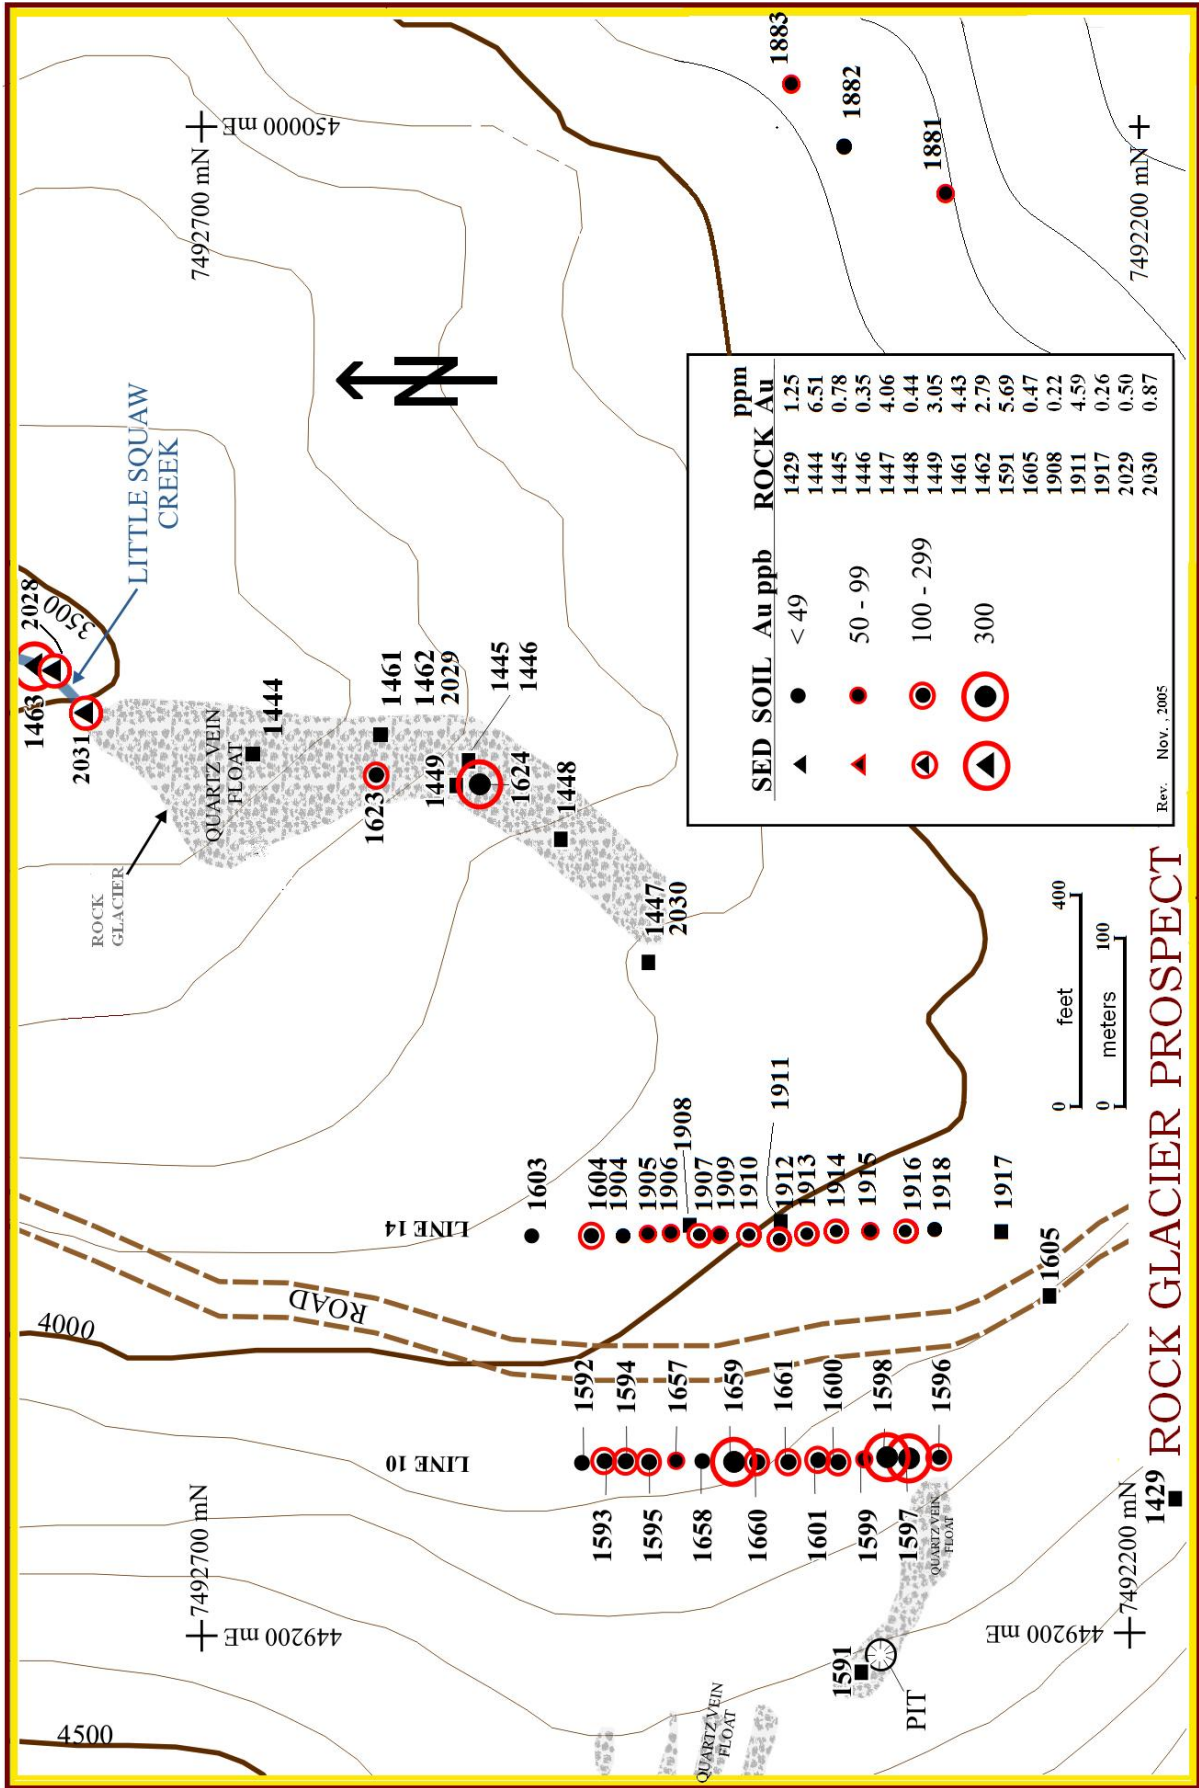 ROCK GLACIER PROSPECT
4500
4000
3500
7492700 mN
449200 mE
7492700 mN
450000 mE
449200 mE
7492200 mN
7492200 mN
LITTLE SQUAW
CREEK
ROCK
GLACIER
QUARTZ VEIN
FLOAT
QUARTZ VEIN
FLOAT
QUARTZ VEIN
FLOAT
ROAD
PIT
N
LINE 10
1592
1593
1594
1595
1657
1658
1659
1660
1661
1601
1600
1599
1598
1597
1596
1591
1429
LINE 14
1603
1604
1904
1905
1906
1908
1907
1909
1910
1911
1912
1913
1914
1915
1916
1918
1917
1605
1463
2028
2031
1444
1623
1461
1462
2029
1449
1445
1446
1624
1448
1447
2030
1883
1882
1881
SED SOIL Au ppb
< 49
50 - 99
100 - 299
300
ppm
ROCK Au
1429 1.25
1444 6.51
1445 0.78
1446 0.35
1447 4.06
1448 0.44
1449 3.05
1461 4.43
1462 2.79
1591 5.69
1605 0.47
1908 0.22
1911 4.59
1917 0.26
2029 0.50
2030 0.87
Rev. Nov., 2005
0 feet 400
0 meters 100